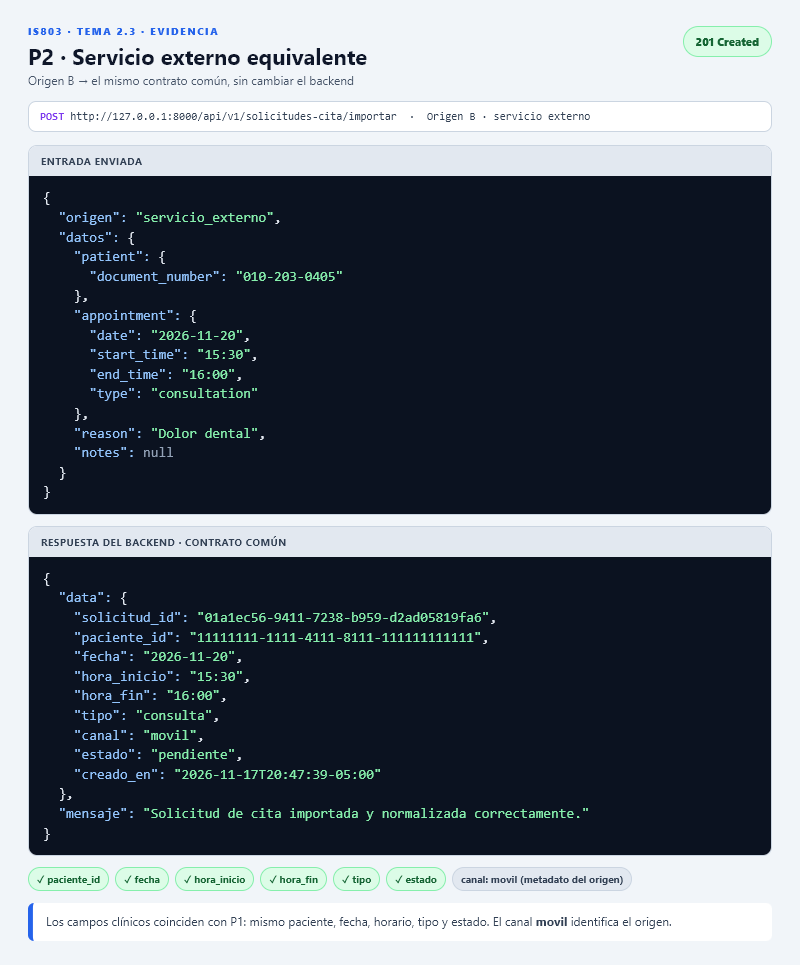 IS803 · TEMA 2.3 · EVIDENCIA
P2 · Servicio externo equivalente
201 Created
Origen B → el mismo contrato común, sin cambiar el backend
POST http://127.0.0.1:8000/api/v1/solicitudes-cita/importar · Origen B · servicio externo
ENTRADA ENVIADA
{
  "origen": "servicio_externo",
  "datos": {
    "patient": {
      "document_number": "010-203-0405"
    },
    "appointment": {
      "date": "2026-11-20",
      "start_time": "15:30",
      "end_time": "16:00",
      "type": "consultation"
    },
    "reason": "Dolor dental",
    "notes": null
  }
}
RESPUESTA DEL BACKEND · CONTRATO COMÚN
{
  "data": {
    "solicitud_id": "01a1ec56-9411-7238-b959-d2ad05819fa6",
    "paciente_id": "11111111-1111-4111-8111-111111111111",
    "fecha": "2026-11-20",
    "hora_inicio": "15:30",
    "hora_fin": "16:00",
    "tipo": "consulta",
    "canal": "movil",
    "estado": "pendiente",
    "creado_en": "2026-11-17T20:47:39-05:00"
  },
  "mensaje": "Solicitud de cita importada y normalizada correctamente."
}
✓ paciente_id ✓ fecha ✓ hora_inicio ✓ hora_fin ✓ tipo ✓ estado canal: movil (metadato del origen)
Los campos clínicos coinciden con P1: mismo paciente, fecha, horario, tipo y estado. El canal movil identifica el origen.